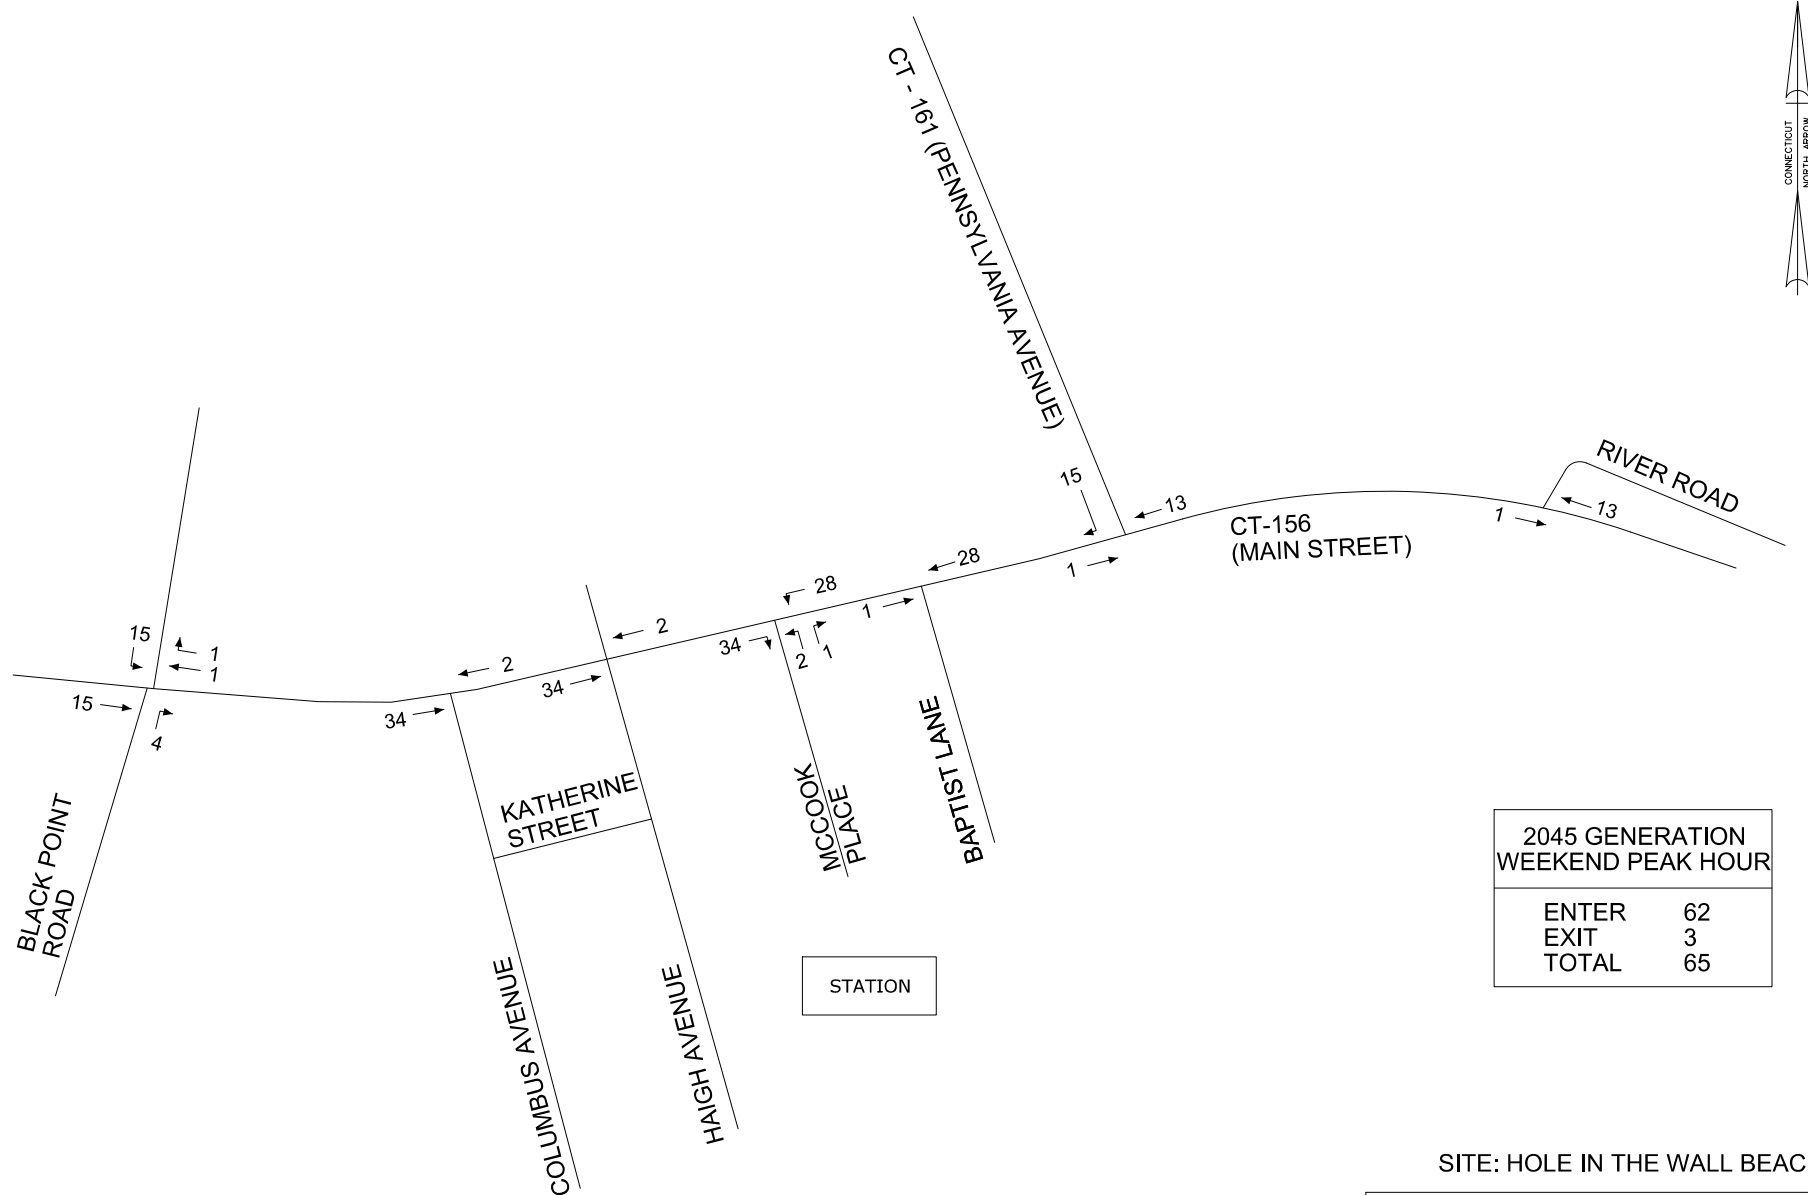 CONNECTICUT
NORTH ARROW
CT - 161 (PENNSYLVANIA AVENUE)
RIVER ROAD
15
13
13
1
CT-156
(MAIN STREET)
1
28
28
1
2
34
2
1
2
34
34
15
1
1
15
4
BLACK POINT
ROAD
KATHERINE
STREET
MCCOOK
PLACE
BAPTIST LANE
COLUMBUS AVENUE
HAIGH AVENUE
STATION
2045 GENERATION
WEEKEND PEAK HOUR
ENTER 62
EXIT 3
TOTAL 65
SITE: HOLE IN THE WALL BEAC